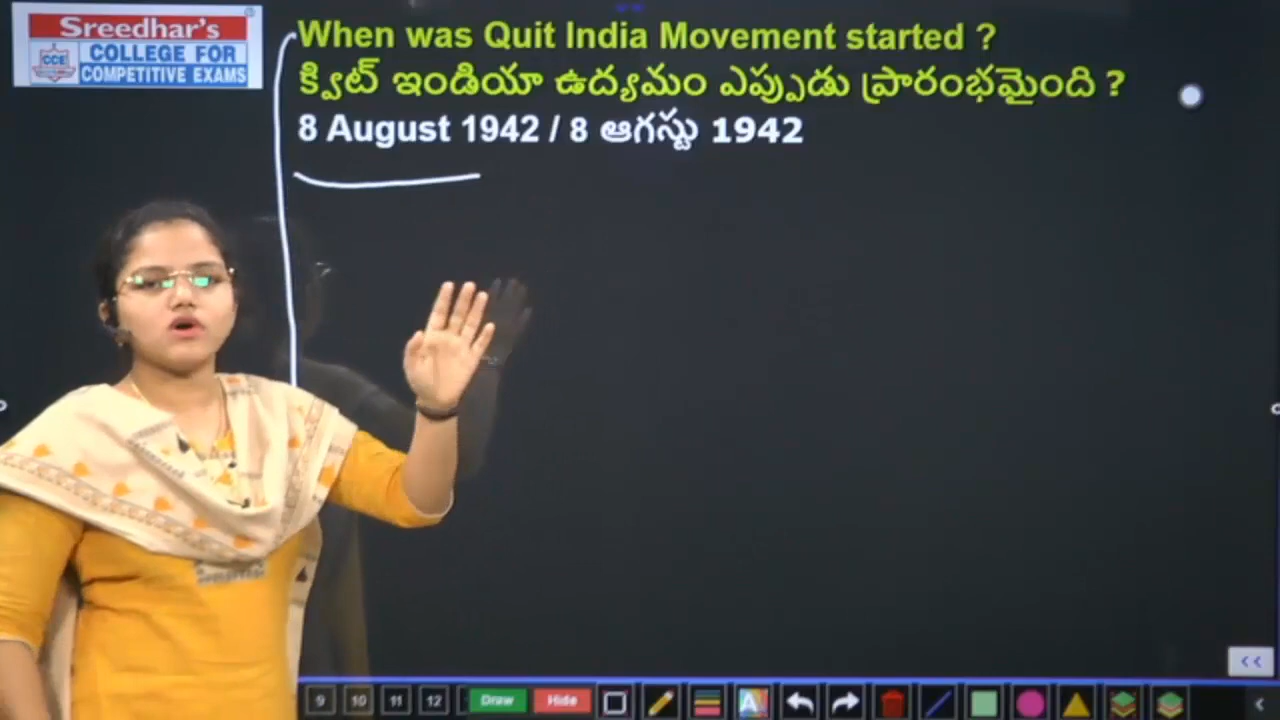 Sreedhar's
CCE
COLLEGE FOR
COMPETITIVE EXAMS
When was Quit India Movement started ?
క్విట్ ఇండియా ఉద్యమం ఎప్పుడు ప్రారంభమైంది ?
8 August 1942 / 8 ఆగస్టు 1942
9 10 11 12 Draw Hide A